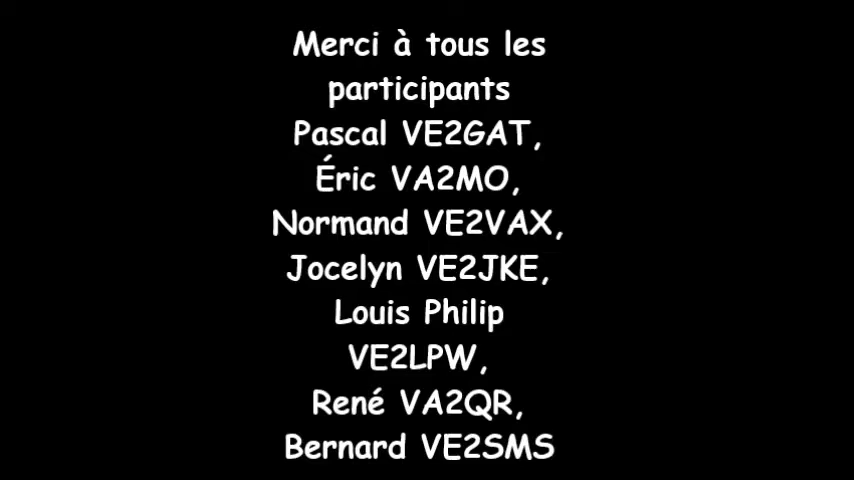 Merci à tous les
participants
Pascal VE2GAT,
Éric VA2MO,
Normand VE2VAX,
Jocelyn VE2JKE,
Louis Philip
VE2LPW,
René VA2QR,
Bernard VE2SMS